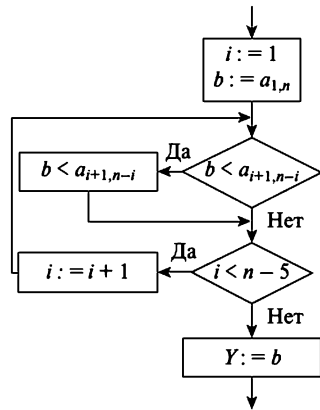 i : = 1
b : = a₁,ₙ
Да
b < aᵢ₊₁,ₙ₋ᵢ
b < aᵢ₊₁,ₙ₋ᵢ
Нет
Да
i : = i + 1
i < n − 5
Нет
Y : = b